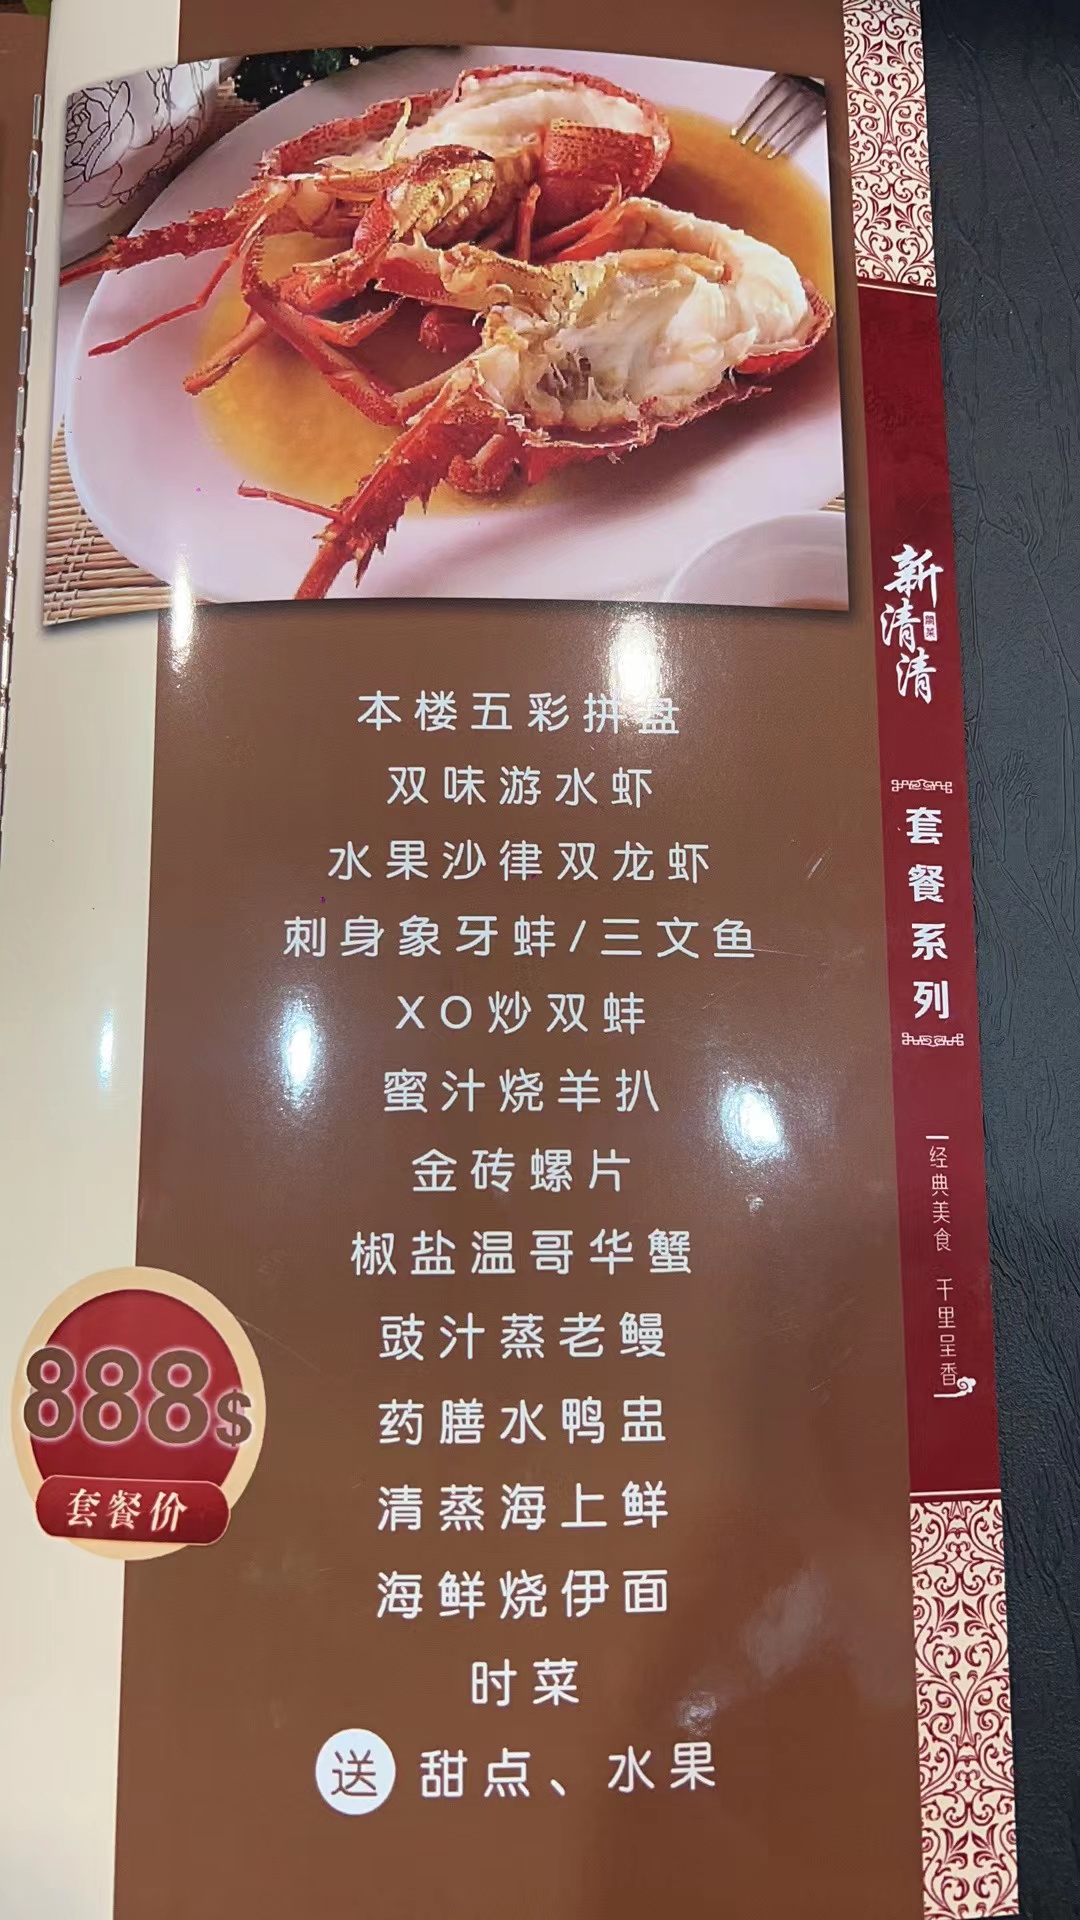 本楼五彩拼盘
双味游水虾
水果沙律双龙虾
刺身象牙蚌/三文鱼
XO炒双蚌
蜜汁烧羊扒
金砖螺片
椒盐温哥华蟹
豉汁蒸老鳗
药膳水鸭盅
清蒸海上鲜
海鲜烧伊面
时菜
送 甜点、水果
888$
套餐价
新清清
套餐系列
经典美食 千里呈香